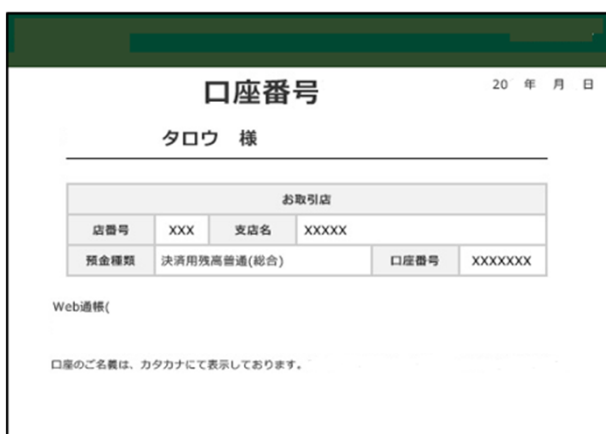 口座番号
20 年 月 日
タロウ 様
お取引店
店番号 XXX 支店名 XXXXX
預金種類 決済用残高普通(総合) 口座番号 XXXXXXX
Web通帳(
口座のご名義は、カタカナにて表示しております。